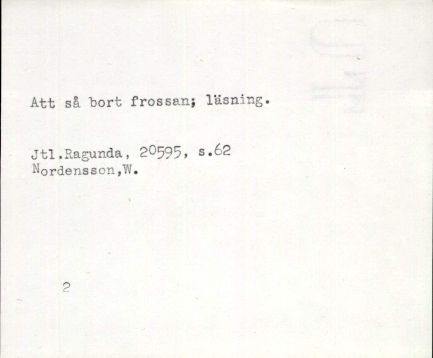 Att så bort frossan; läsning.
Jtl.Ragunda, 20595, s.62
Nordensson,W.
2